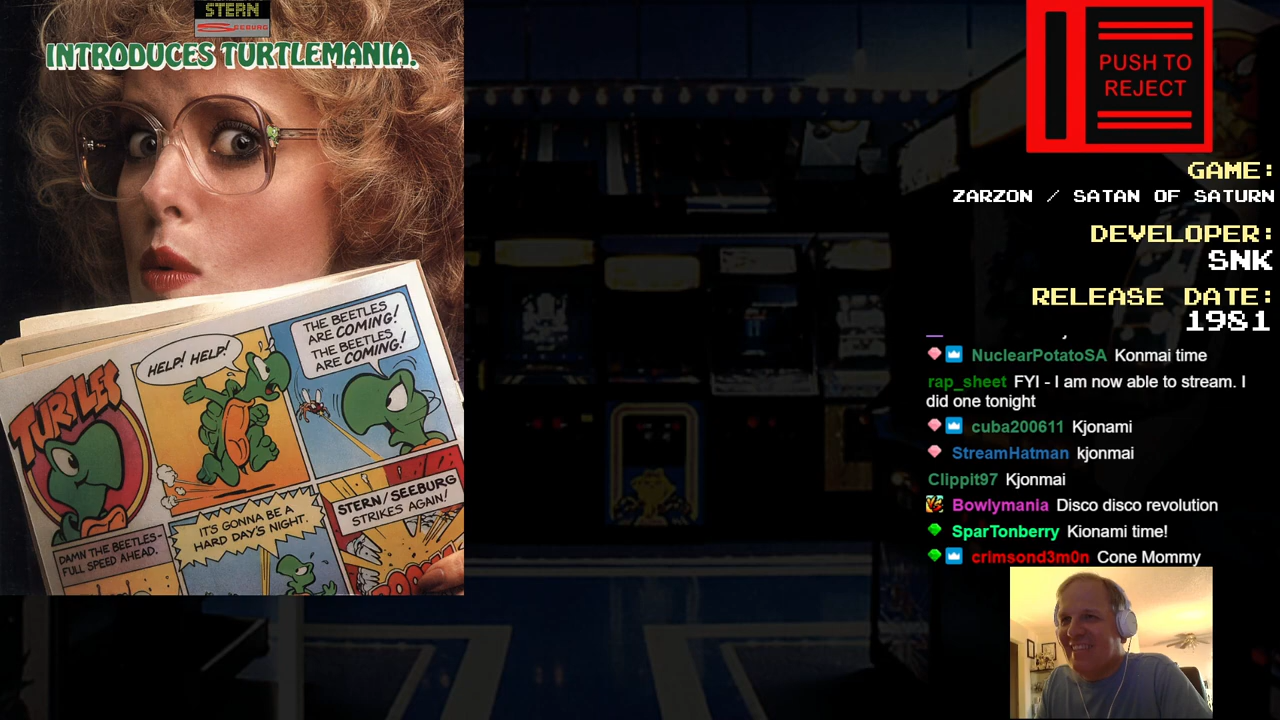 STERN
SEEBURG
INTRODUCES TURTLEMANIA.
TURTLES
HELP! HELP!
THE BEETLES
ARE COMING!
THE BEETLES
ARE COMING!
DAMN THE BEETLES-
FULL SPEED AHEAD.
IT'S GONNA BE A
HARD DAY'S NIGHT.
STERN/SEEBURG
STRIKES AGAIN!
PUSH TO
REJECT
GAME:
ZARZON / SATAN OF SATURN
DEVELOPER:
SNK
RELEASE DATE:
1981
NuclearPotatoSA Konmai time
rap_sheet FYI - I am now able to stream. I
did one tonight
cuba200611 Kjonami
StreamHatman kjonmai
Clippit97 Kjonmai
Bowlymania Disco disco revolution
SparTonberry Kionami time!
crimsond3m0n Cone Mommy